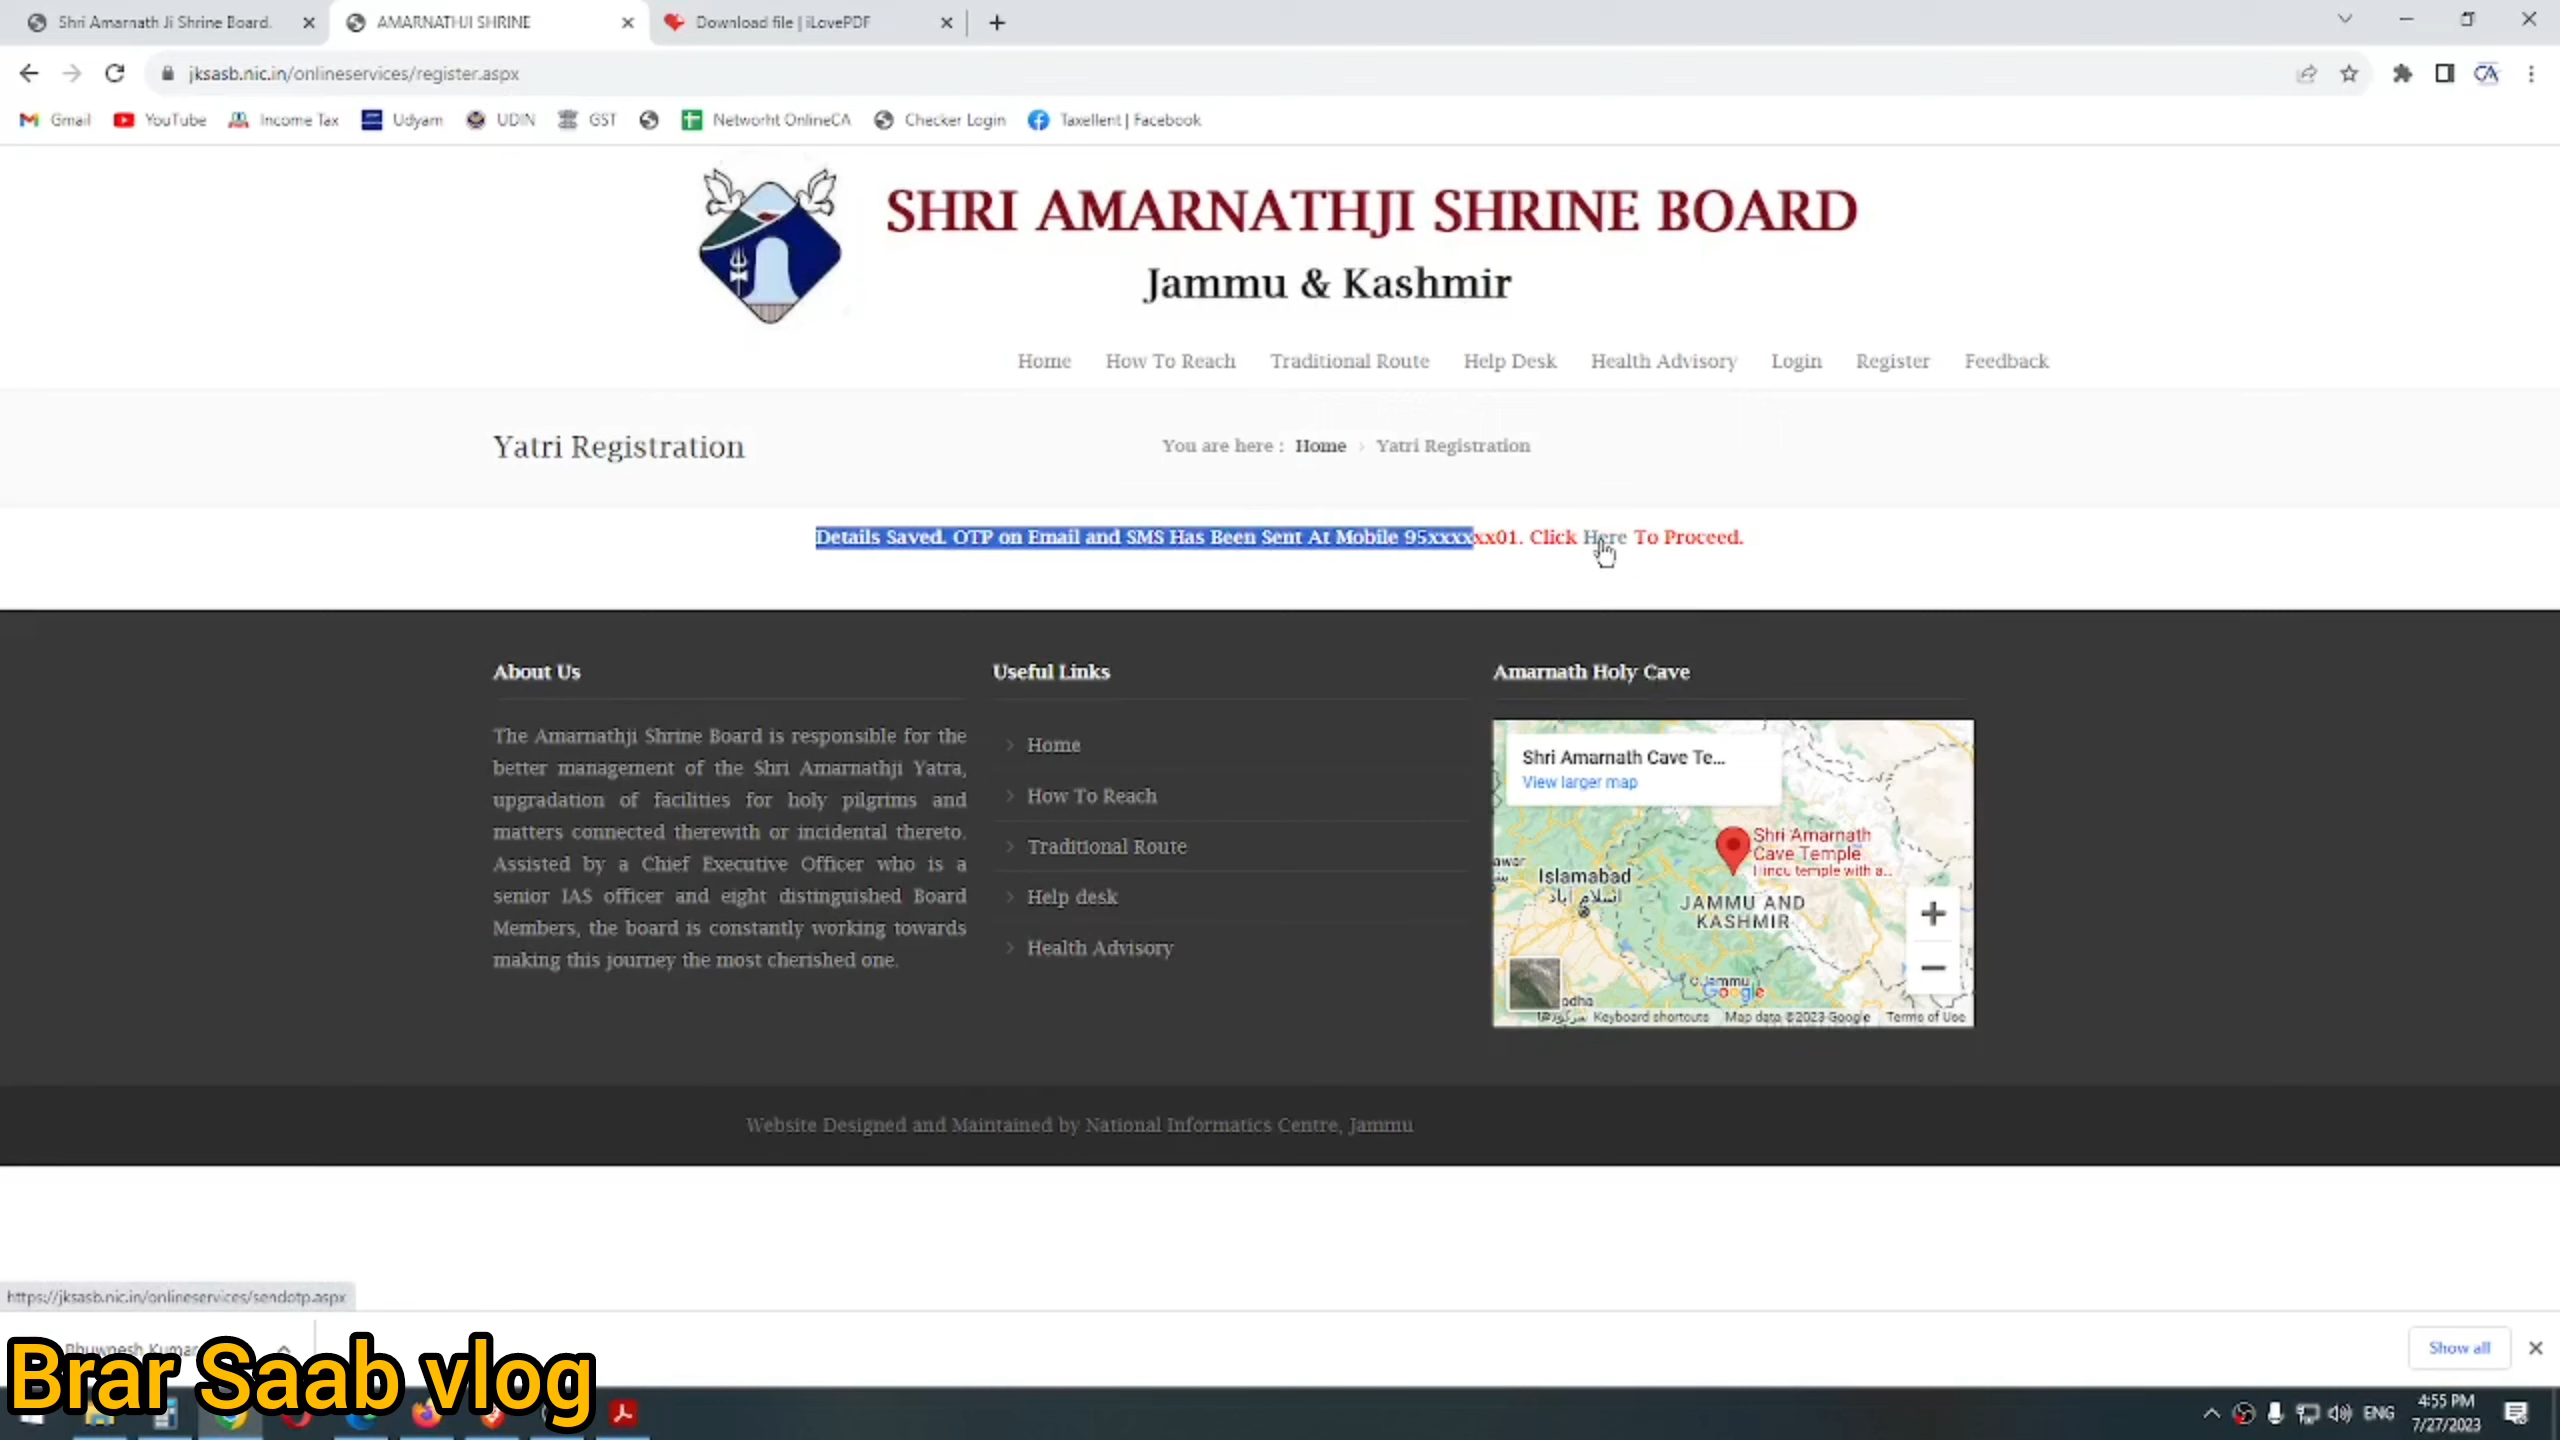 Shri Amarnath Ji Shrine Board.
AMARNATHJI SHRINE
Download file | iLovePDF
jksasb.nic.in/onlineservices/register.aspx
Gmail YouTube Income Tax Udyam UDIN GST Networht OnlineCA Checker Login Taxellent | Facebook
SHRI AMARNATHJI SHRINE BOARD
Jammu & Kashmir
Home How To Reach Traditional Route Help Desk Health Advisory Login Register Feedback
Yatri Registration
You are here : Home > Yatri Registration
Details Saved. OTP on Email and SMS Has Been Sent At Mobile 95xxxxxx01. Click Here To Proceed.
About Us
The Amarnathji Shrine Board is responsible for the
better management of the Shri Amarnathji Yatra,
upgradation of facilities for holy pilgrims and
matters connected therewith or incidental thereto.
Assisted by a Chief Executive Officer who is a
senior IAS officer and eight distinguished Board
Members, the board is constantly working towards
making this journey the most cherished one.
Useful Links
Home
How To Reach
Traditional Route
Help desk
Health Advisory
Amarnath Holy Cave
Shri Amarnath Cave Te...
View larger map
Shri Amarnath
Cave Temple
Hindu temple with a...
Islamabad
اسلام آباد
JAMMU AND
KASHMIR
Jammu
Google
Keyboard shortcuts Map data ©2023 Google Terms of Use
Website Designed and Maintained by National Informatics Centre, Jammu
https://jksasb.nic.in/onlineservices/sendotp.aspx
Bhuwnesh Kumar
Show all
Brar Saab vlog
ENG
4:55 PM
7/27/2023